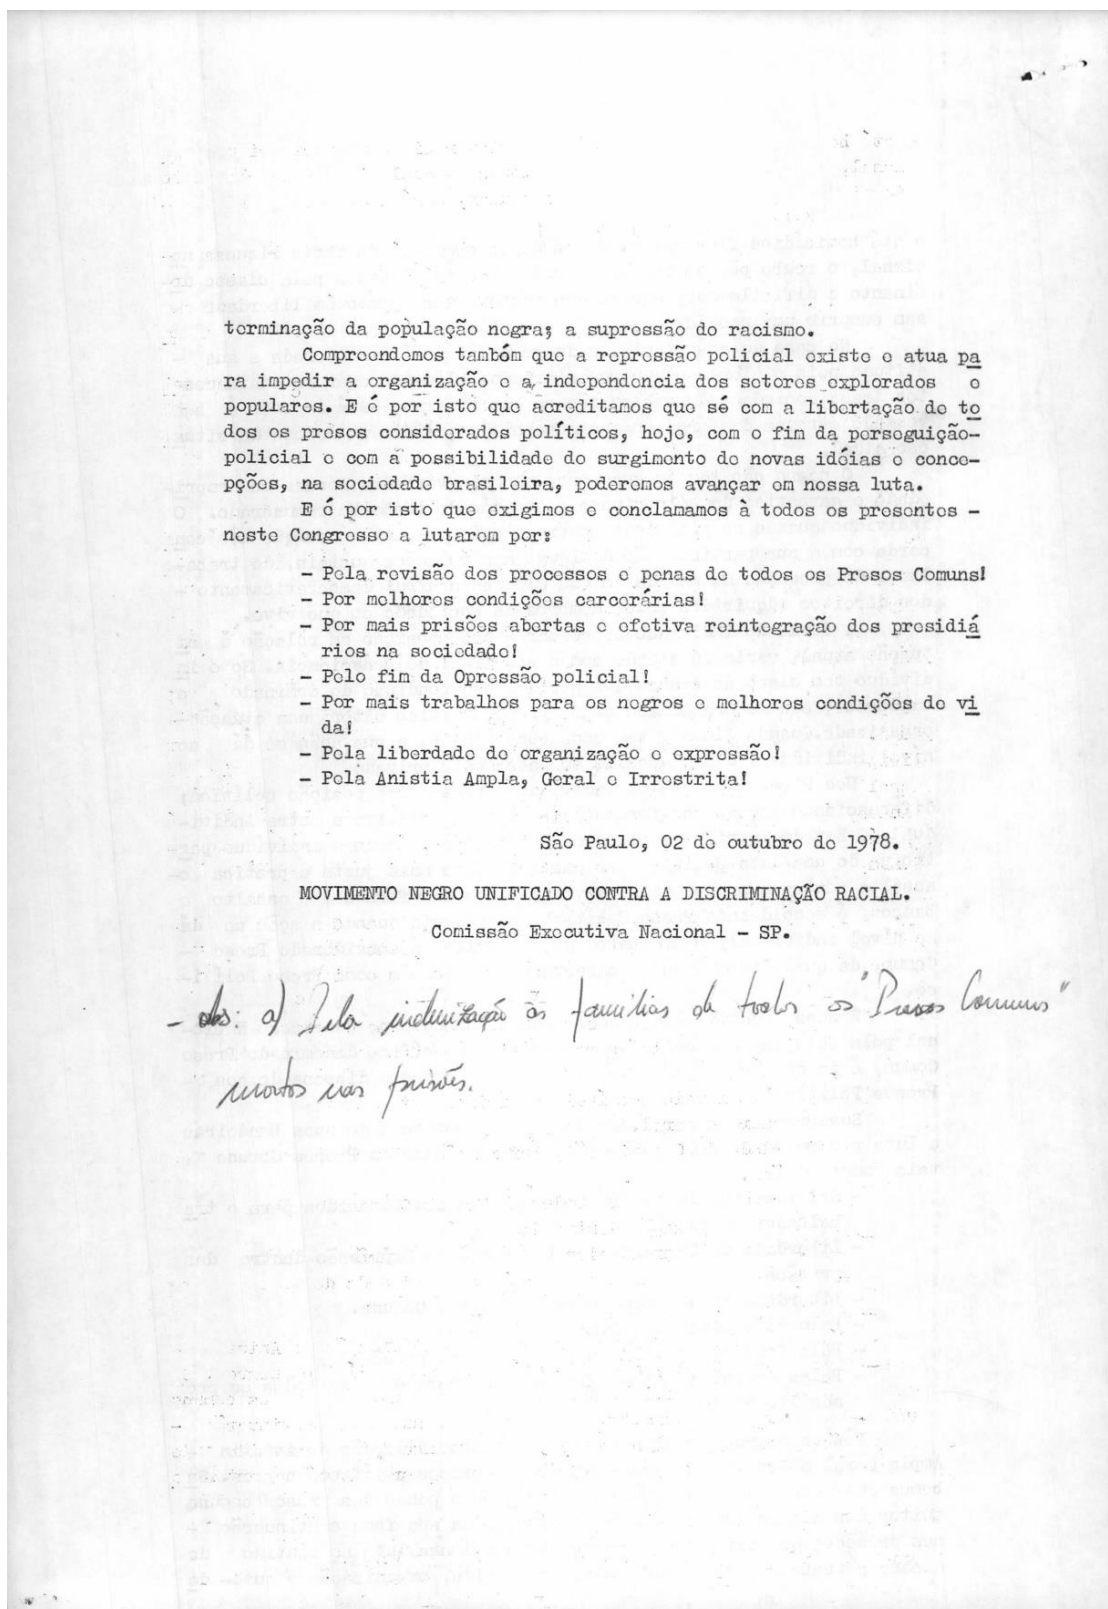 terminação da população negra; a supressão do racismo.
Compreendemos também que a repressão policial existe e atua pa
ra impedir a organização e a independencia dos setores explorados e
populares. E é por isto que acreditamos que só com a libertação de to
dos os presos considerados políticos, hoje, com o fim da perseguição-
policial e com a possibilidade do surgimento de novas idéias e conce-
pções, na sociedade brasileira, poderemos avançar em nossa luta.
E é por isto que exigimos e conclamamos à todos os presentes -
neste Congresso a lutarem por:
- Pela revisão dos processos e penas de todos os Presos Comuns!
- Por melhores condições carcerárias!
- Por mais prisões abertas e efetiva reintegração dos presidiá
rios na sociedade!
- Pelo fim da Opressão policial!
- Por mais trabalhos para os negros e melhores condições de vi
da!
- Pela liberdade de organização e expressão!
- Pela Anistia Ampla, Geral e Irrestrita!
São Paulo, 02 de outubro de 1978.
MOVIMENTO NEGRO UNIFICADO CONTRA A DISCRIMINAÇÃO RACIAL.
Comissão Executiva Nacional - SP.
- obs: a) Pela indenização às famílias de todos os "Presos Comuns"
mortos nas prisões.